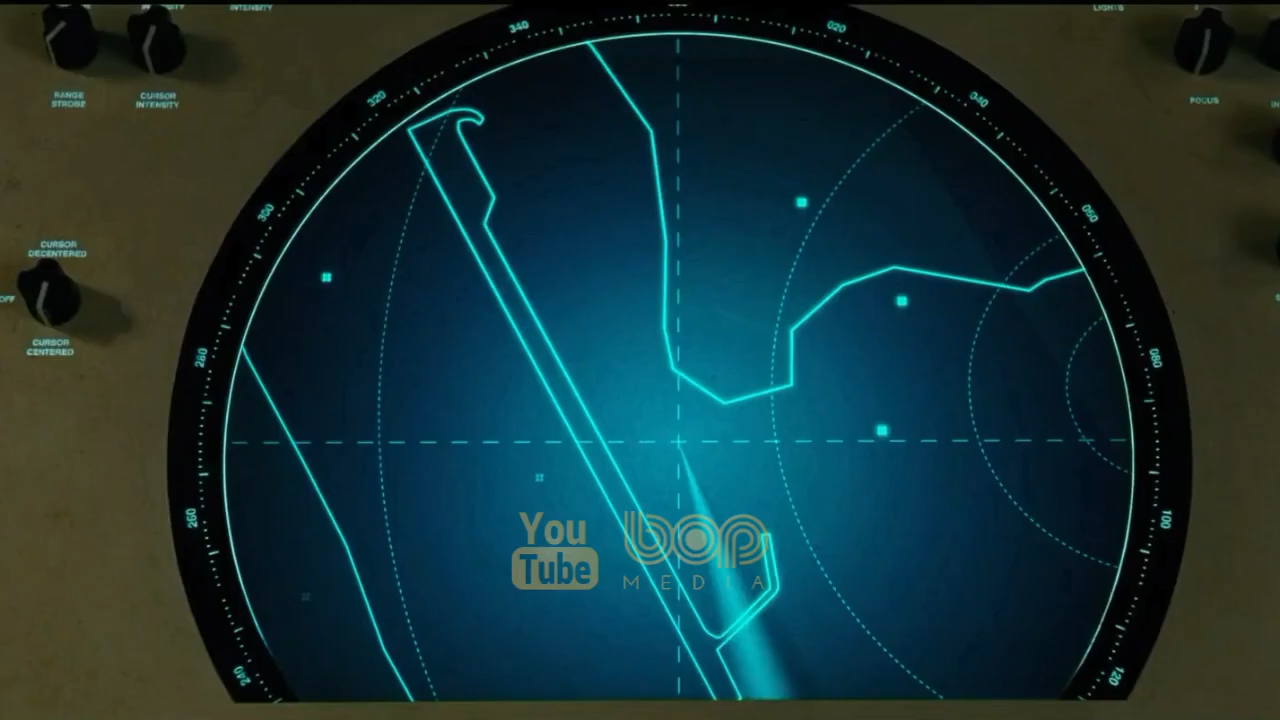 INTENSITY
INTENSITY
LIGHTS
RANGE
STROBE
CURSOR
INTENSITY
FOCUS
340
020
320
040
300
060
CURSOR
DECENTERED
OFF
CURSOR
CENTERED
280
080
260
100
240
120
You
Tube
bop
MEDIA